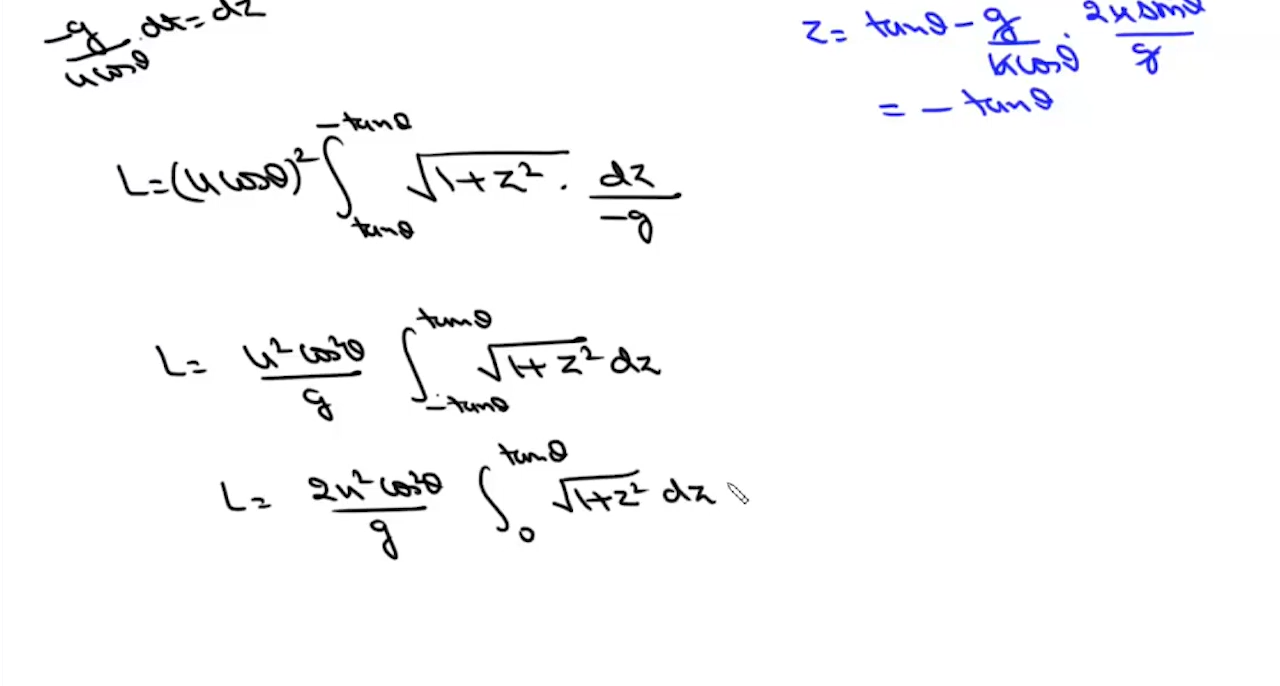 -g/(u cosθ) · dt = dz
z = tanθ - g/(u cosθ) · 2u sinθ/g
= - tanθ
L = (u cosθ)² ∫_{tanθ}^{-tanθ} √(1+z²) · dz/(-g)
L = u² cos²θ/g ∫_{-tanθ}^{tanθ} √(1+z²) dz
L = 2u² cos²θ/g ∫_{0}^{tanθ} √(1+z²) dz